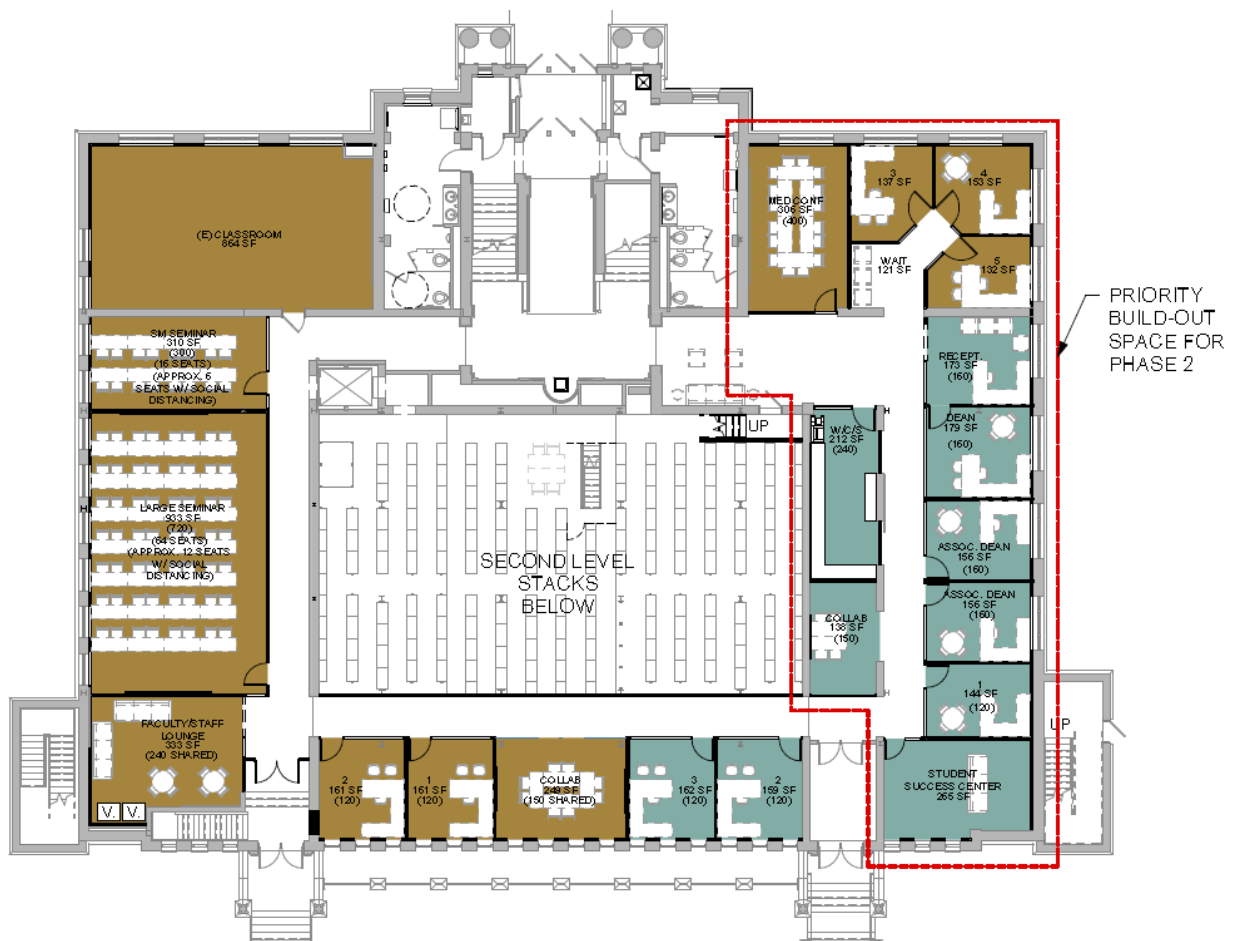 (E) CLASSROOM
864 SF
MED CONF
306 SF
(400)
3
137 SF
4
153 SF
WAIT
121 SF
5
132 SF
PRIORITY
BUILD-OUT
SPACE FOR
PHASE 2
SM SEMINAR
310 SF
(300)
(16 SEATS)
(APPROX. 6
SEATS W/ SOCIAL
DISTANCING)
RECEPT.
173 SF
(160)
DEAN
179 SF
(160)
UP
W/C/S
212 SF
(240)
LARGE SEMINAR
933 SF
(720)
(64 SEATS)
(APPROX. 12 SEATS
W/ SOCIAL
DISTANCING)
SECOND LEVEL
STACKS
BELOW
ASSOC. DEAN
156 SF
(160)
ASSOC. DEAN
156 SF
(160)
COLLAB
138 SF
(150)
1
144 SF
(120)
UP
FACULTY/STAFF
LOUNGE
333 SF
(240 SHARED)
V.
V.
2
161 SF
(120)
1
161 SF
(120)
COLLAB
249 SF
(150 SHARED)
3
162 SF
(120)
2
159 SF
(120)
STUDENT
SUCCESS CENTER
265 SF